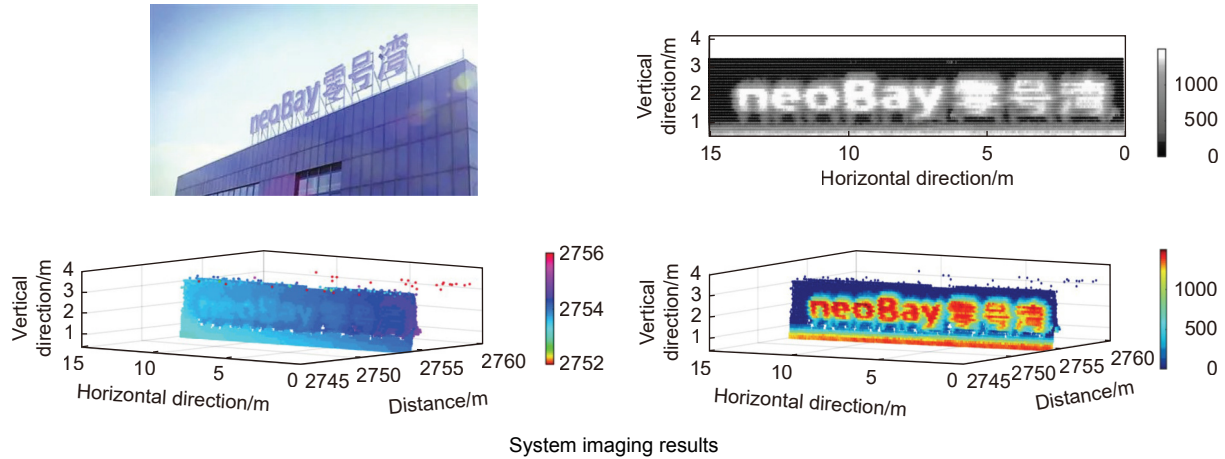 neoBay零号湾
4
3
2
1
Vertical
direction/m
neoBay零号湾
15
10
5
0
Horizontal direction/m
1000
500
0
4
3
2
1
Vertical
direction/m
neoBay
15
10
5
0
Horizontal direction/m
2745
2750
2755
2760
Distance/m
2756
2754
2752
4
3
2
1
Vertical
direction/m
neoBay零号湾
15
10
5
0
Horizontal direction/m
2745
2750
2755
2760
Distance/m
1000
500
0
System imaging results